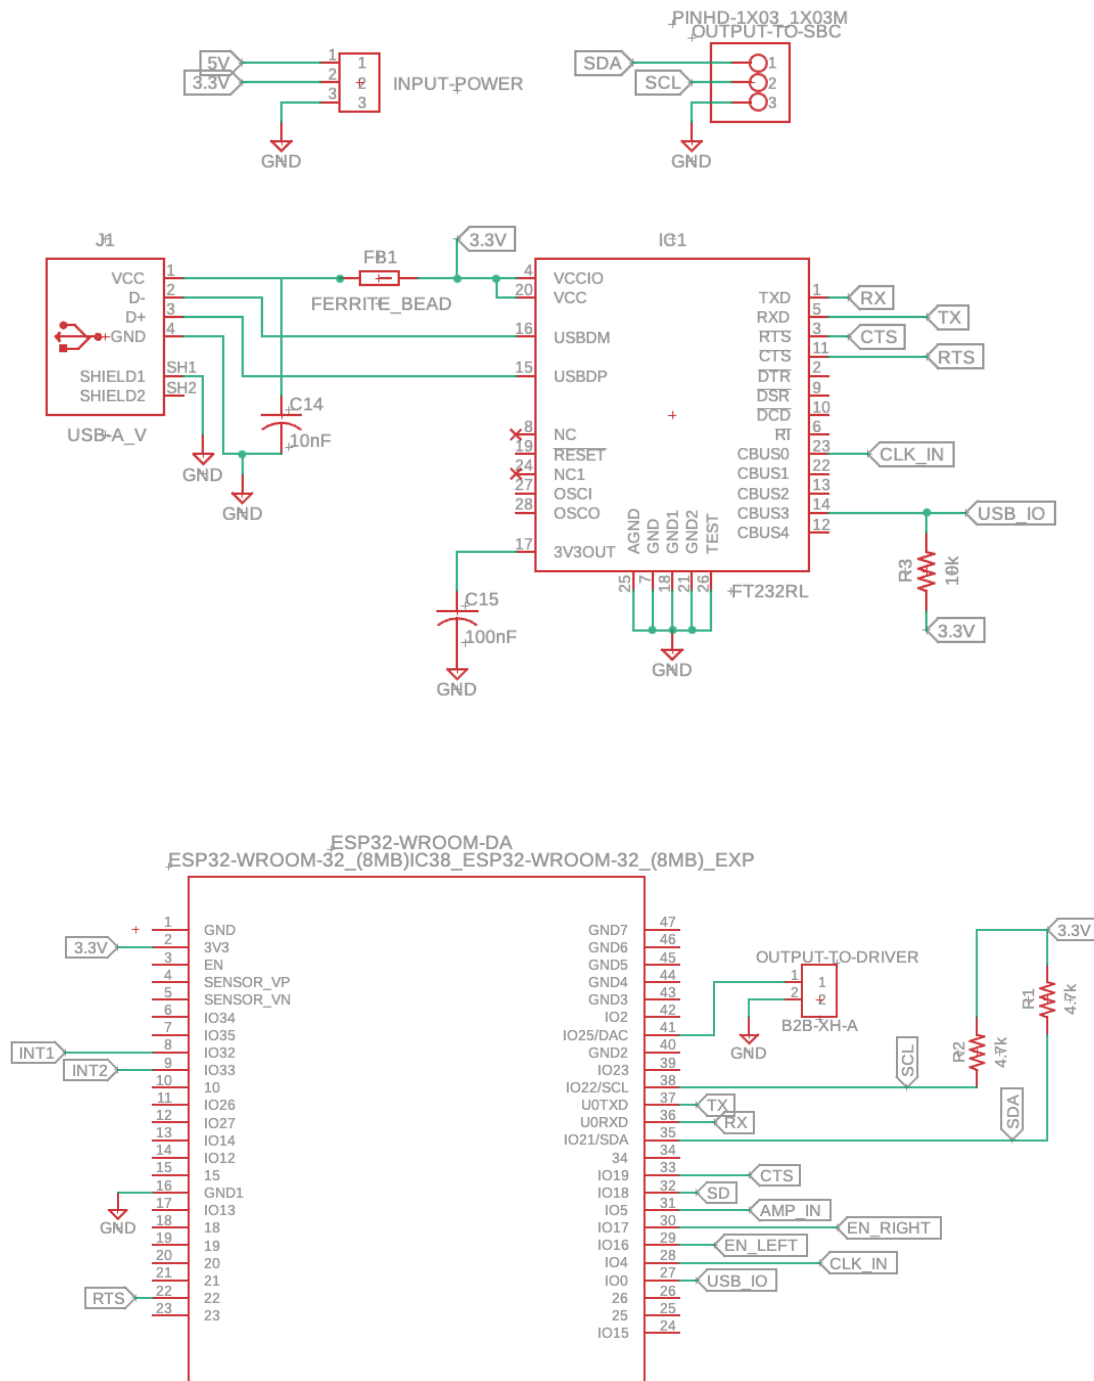 PINHD-1X03_1X03M
OUTPUT-TO-SBC
5V 1 1
3.3V 2 2
3 3
INPUT-POWER
GND
SDA 1
SCL 2
3
GND
J1
VCC 1
D- 2
D+ 3
GND 4
SHIELD1 SH1
SHIELD2 SH2
USB-A_V
GND
GND
C14
10nF
FB1
FERRITE_BEAD
3.3V
IC1
4 VCCIO
20 VCC
16 USBDM
15 USBDP
8 NC
19 RESET
24 NC1
27 OSCI
28 OSCO
17 3V3OUT
TXD 1 RX
RXD 5 TX
RTS 3 CTS
CTS 11 RTS
DTR 2
DSR 9
DCD 10
RI 6
CBUS0 23 CLK_IN
CBUS1 22
CBUS2 13
CBUS3 14 USB_IO
CBUS4 12
AGND GND GND1 GND2 TEST
25 7 18 21 26
FT232RL
GND
C15
100nF
GND
R3
10k
3.3V
ESP32-WROOM-DA
ESP32-WROOM-32_(8MB)IC38_ESP32-WROOM-32_(8MB)_EXP
1 GND
3.3V 2 3V3
3 EN
4 SENSOR_VP
5 SENSOR_VN
6 IO34
7 IO35
INT1 8 IO32
INT2 9 IO33
10 10
11 IO26
12 IO27
13 IO14
14 IO12
15 15
16 GND1
GND
17 IO13
18 18
19 19
20 20
21 21
RTS 22 22
23 23
GND7 47
GND6 46
GND5 45
GND4 44
GND3 43
IO2 42
IO25/DAC 41
GND2 40
IO23 39
IO22/SCL 38
U0TXD 37 TX
U0RXD 36 RX
IO21/SDA 35
34 34
IO19 33 CTS
IO18 32 SD
IO5 31 AMP_IN
IO17 30 EN_RIGHT
IO16 29 EN_LEFT
IO4 28 CLK_IN
IO0 27 USB_IO
26 26
25 25
IO15 24
OUTPUT-TO-DRIVER
1 1
2 2
B2B-XH-A
GND
SCL
SDA
R2
4.7k
R1
4.7k
3.3V